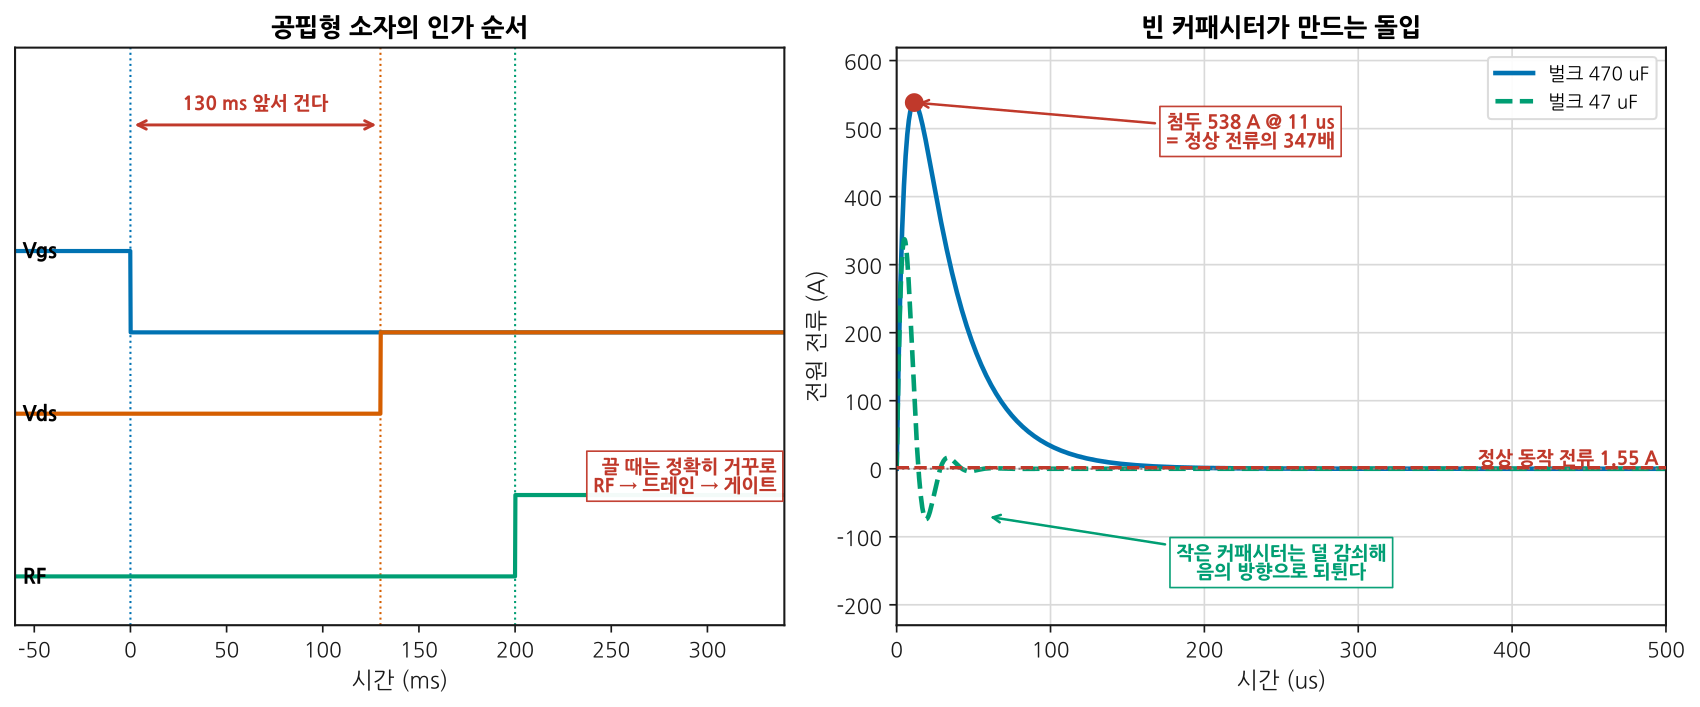 공핍형 소자의 인가 순서
130 ms 앞서 건다
Vgs
Vds
끌 때는 정확히 거꾸로
RF → 드레인 → 게이트
RF
-50 0 50 100 150 200 250 300
시간 (ms)
빈 커패시터가 만드는 돌입
벌크 470 uF
벌크 47 uF
첨두 538 A @ 11 us
= 정상 전류의 347배
정상 동작 전류 1.55 A
작은 커패시터는 덜 감쇠해
음의 방향으로 되튄다
전원 전류 (A)
600
500
400
300
200
100
0
-100
-200
0 100 200 300 400 500
시간 (us)